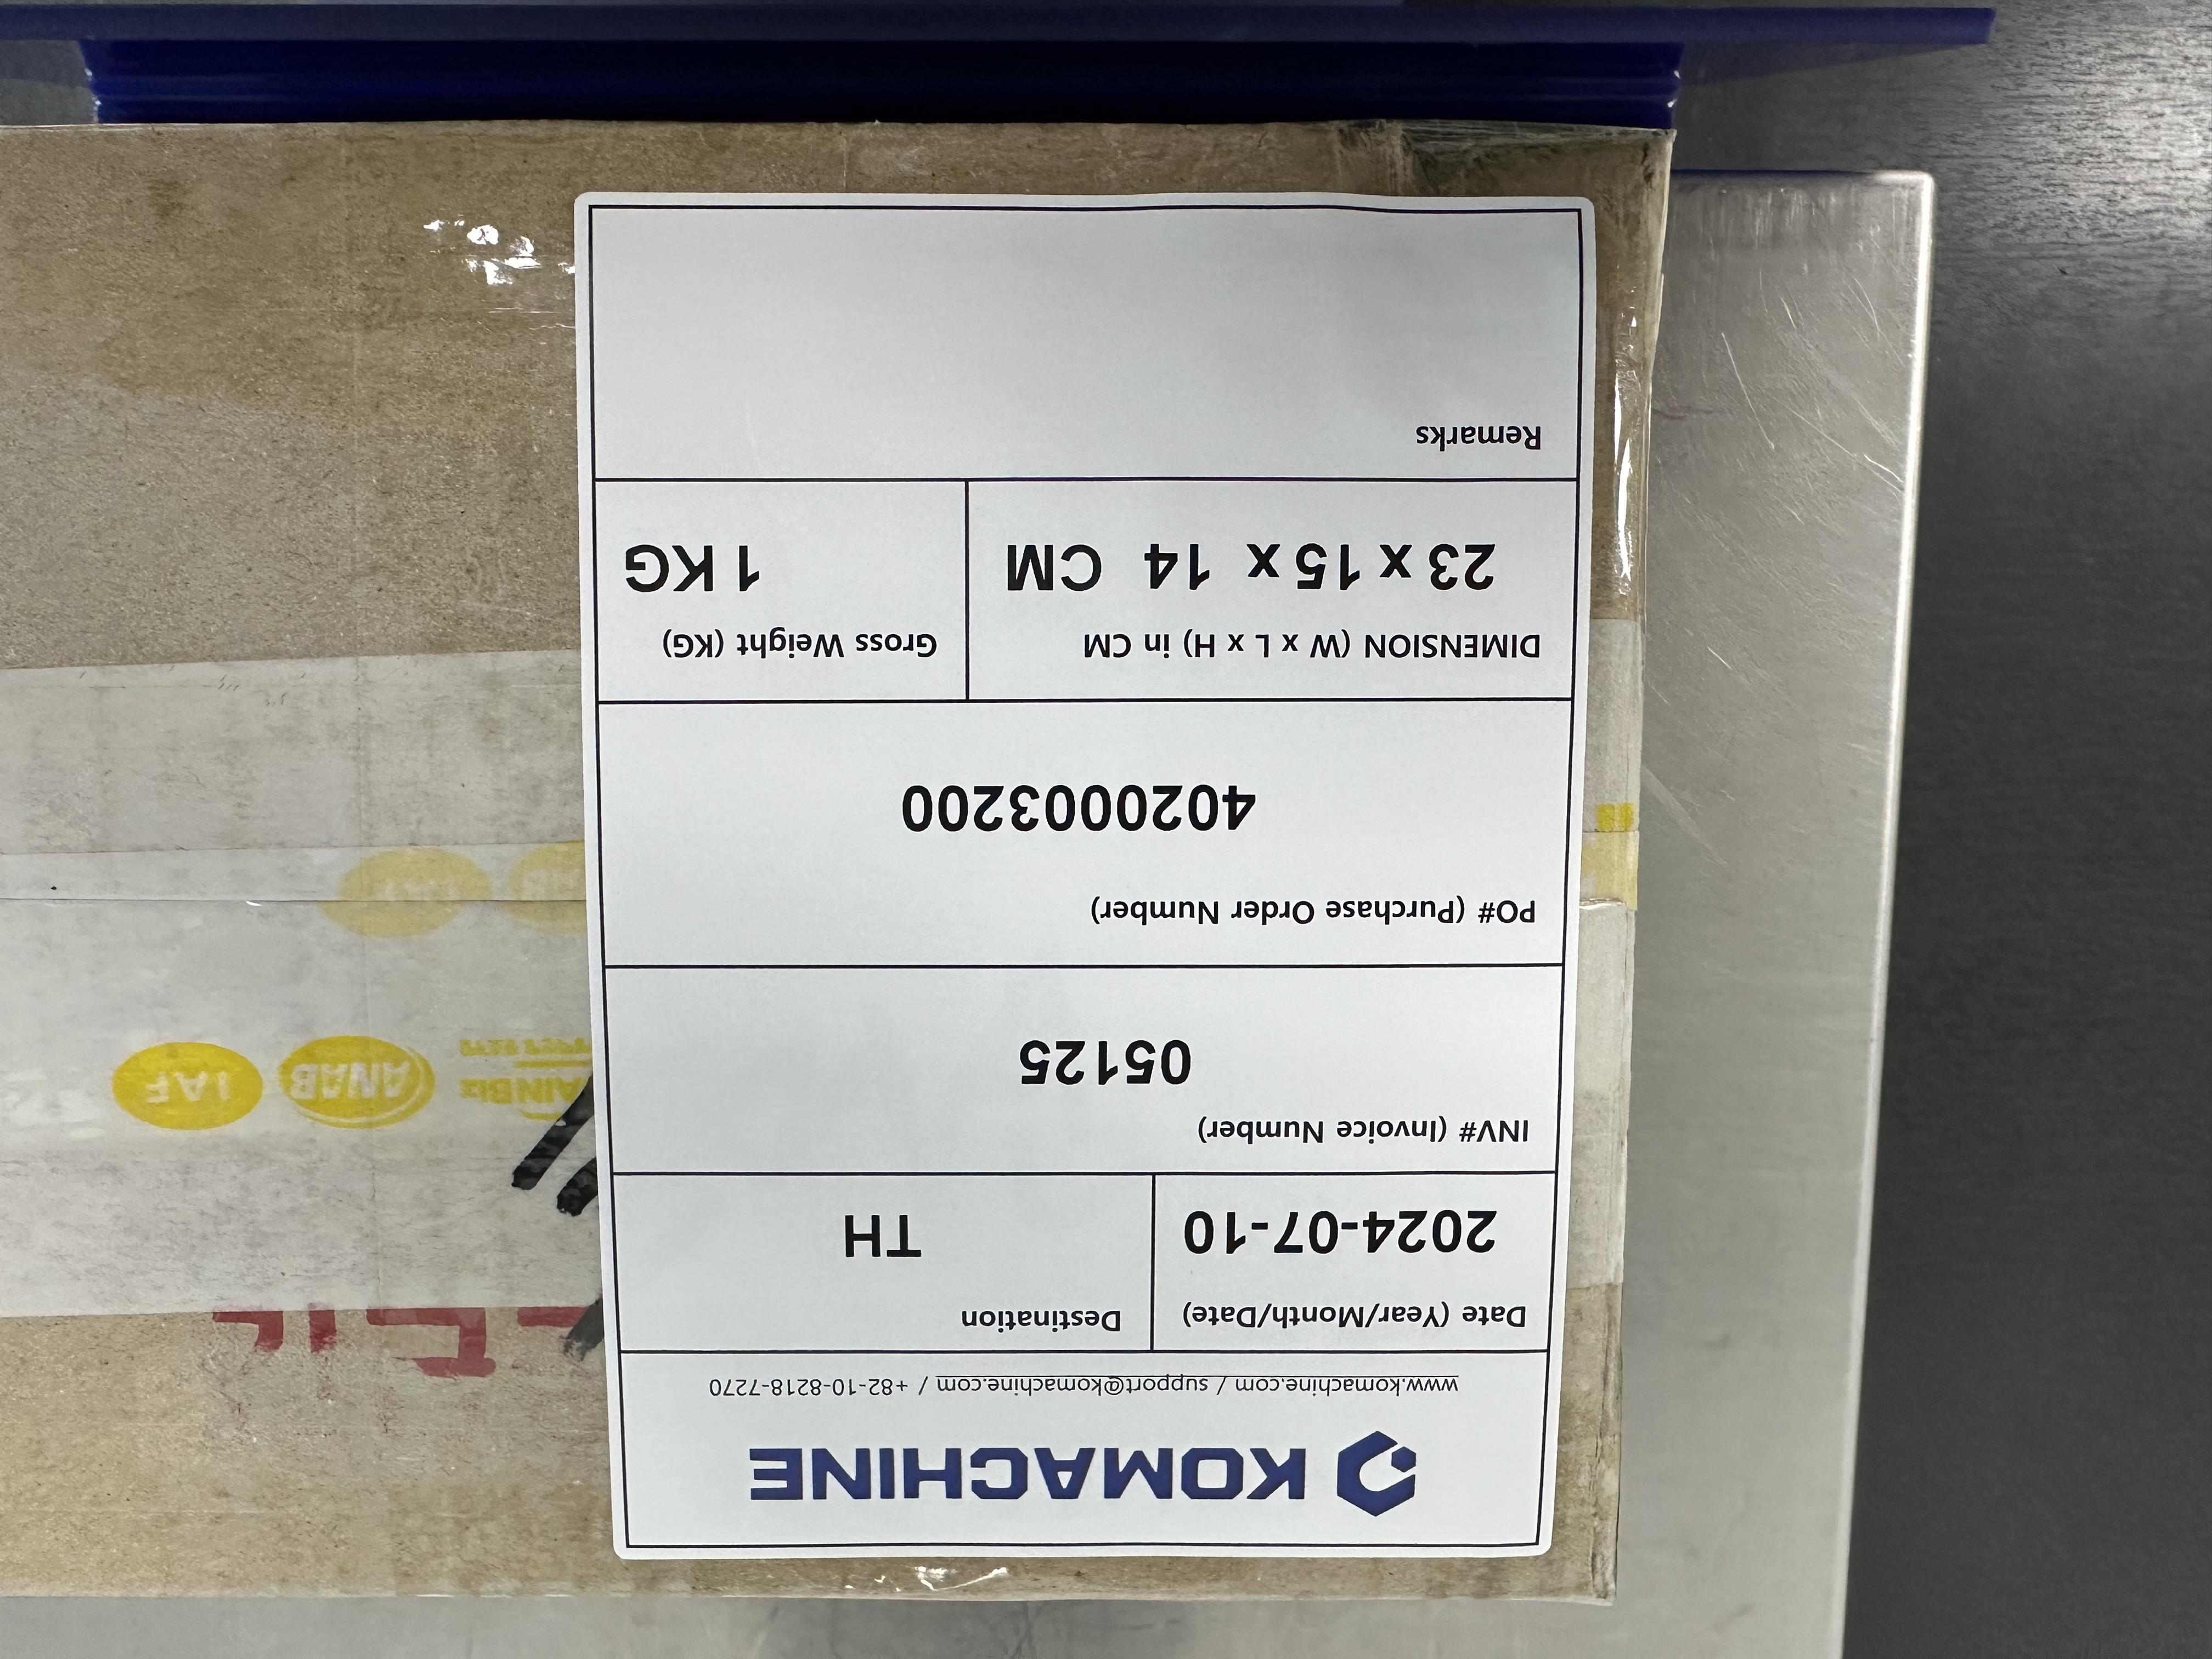 KOMACHINE
www.komachine.com / support@komachine.com / +82-10-8218-7270
Date (Year/Month/Date)
2024-07-10
Destination
TH
INV# (Invoice Number)
05125
PO# (Purchase Order Number)
4020003200
DIMENSION (W x L x H) in CM
23 x 15 x 14 CM
Gross Weight (KG)
1 KG
Remarks
ANAB
IAF